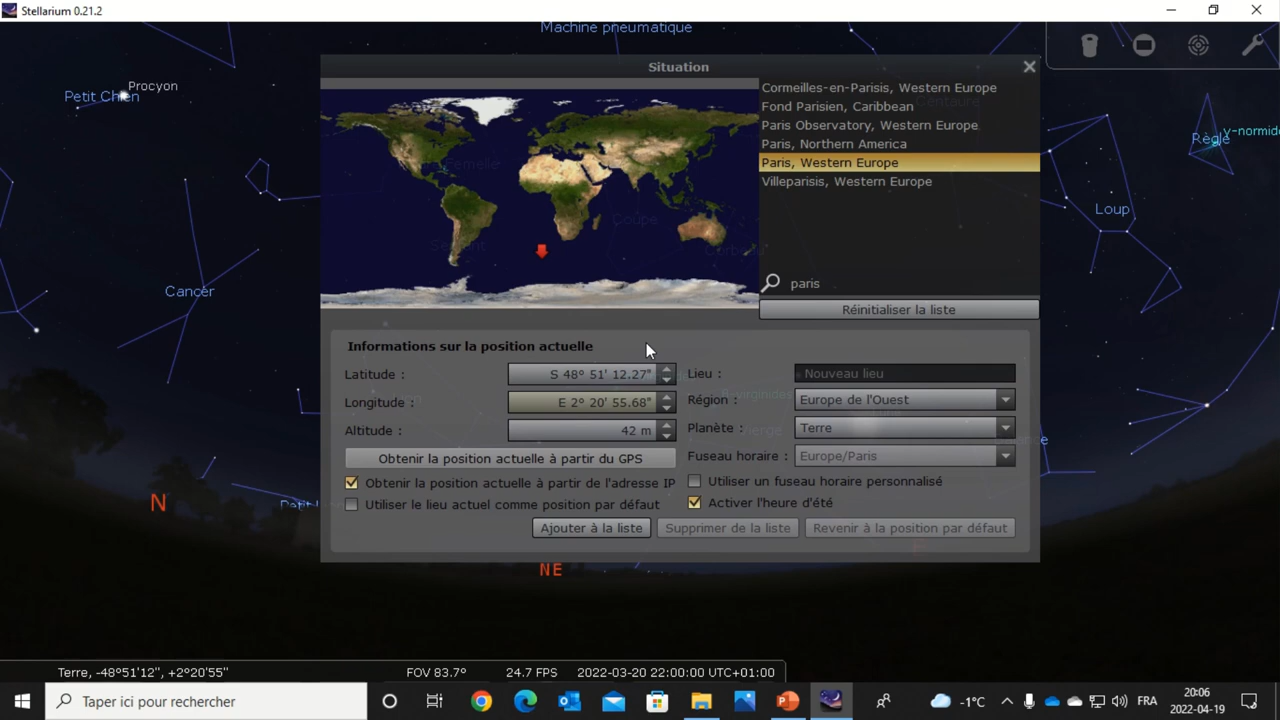 Stellarium 0.21.2
Machine pneumatique
Situation
Procyon
Petit Chien
Cormeilles-en-Parisis, Western Europe
Fond Parisien, Caribbean
Paris Observatory, Western Europe
Paris, Northern America
Paris, Western Europe
Villeparisis, Western Europe
Centaure
γ-normide
Règle
Femelle
Coupe
Loup
Cancer
paris
Réinitialiser la liste
Informations sur la position actuelle
Latitude :
S 48° 51' 12.27"
Lieu :
Nouveau lieu
Longitude :
E 2° 20' 55.68"
Région :
Europe de l'Ouest
Altitude :
42 m
Planète :
Terre
Obtenir la position actuelle à partir du GPS
Fuseau horaire :
Europe/Paris
Obtenir la position actuelle à partir de l'adresse IP
Utiliser un fuseau horaire personnalisé
Utiliser le lieu actuel comme position par défaut
Activer l'heure d'été
Ajouter à la liste
Supprimer de la liste
Revenir à la position par défaut
N
NE
Terre, -48°51'12", +2°20'55"
FOV 83.7°
24.7 FPS
2022-03-20 22:00:00 UTC+01:00
Taper ici pour rechercher
-1°C
FRA
20:06
2022-04-19